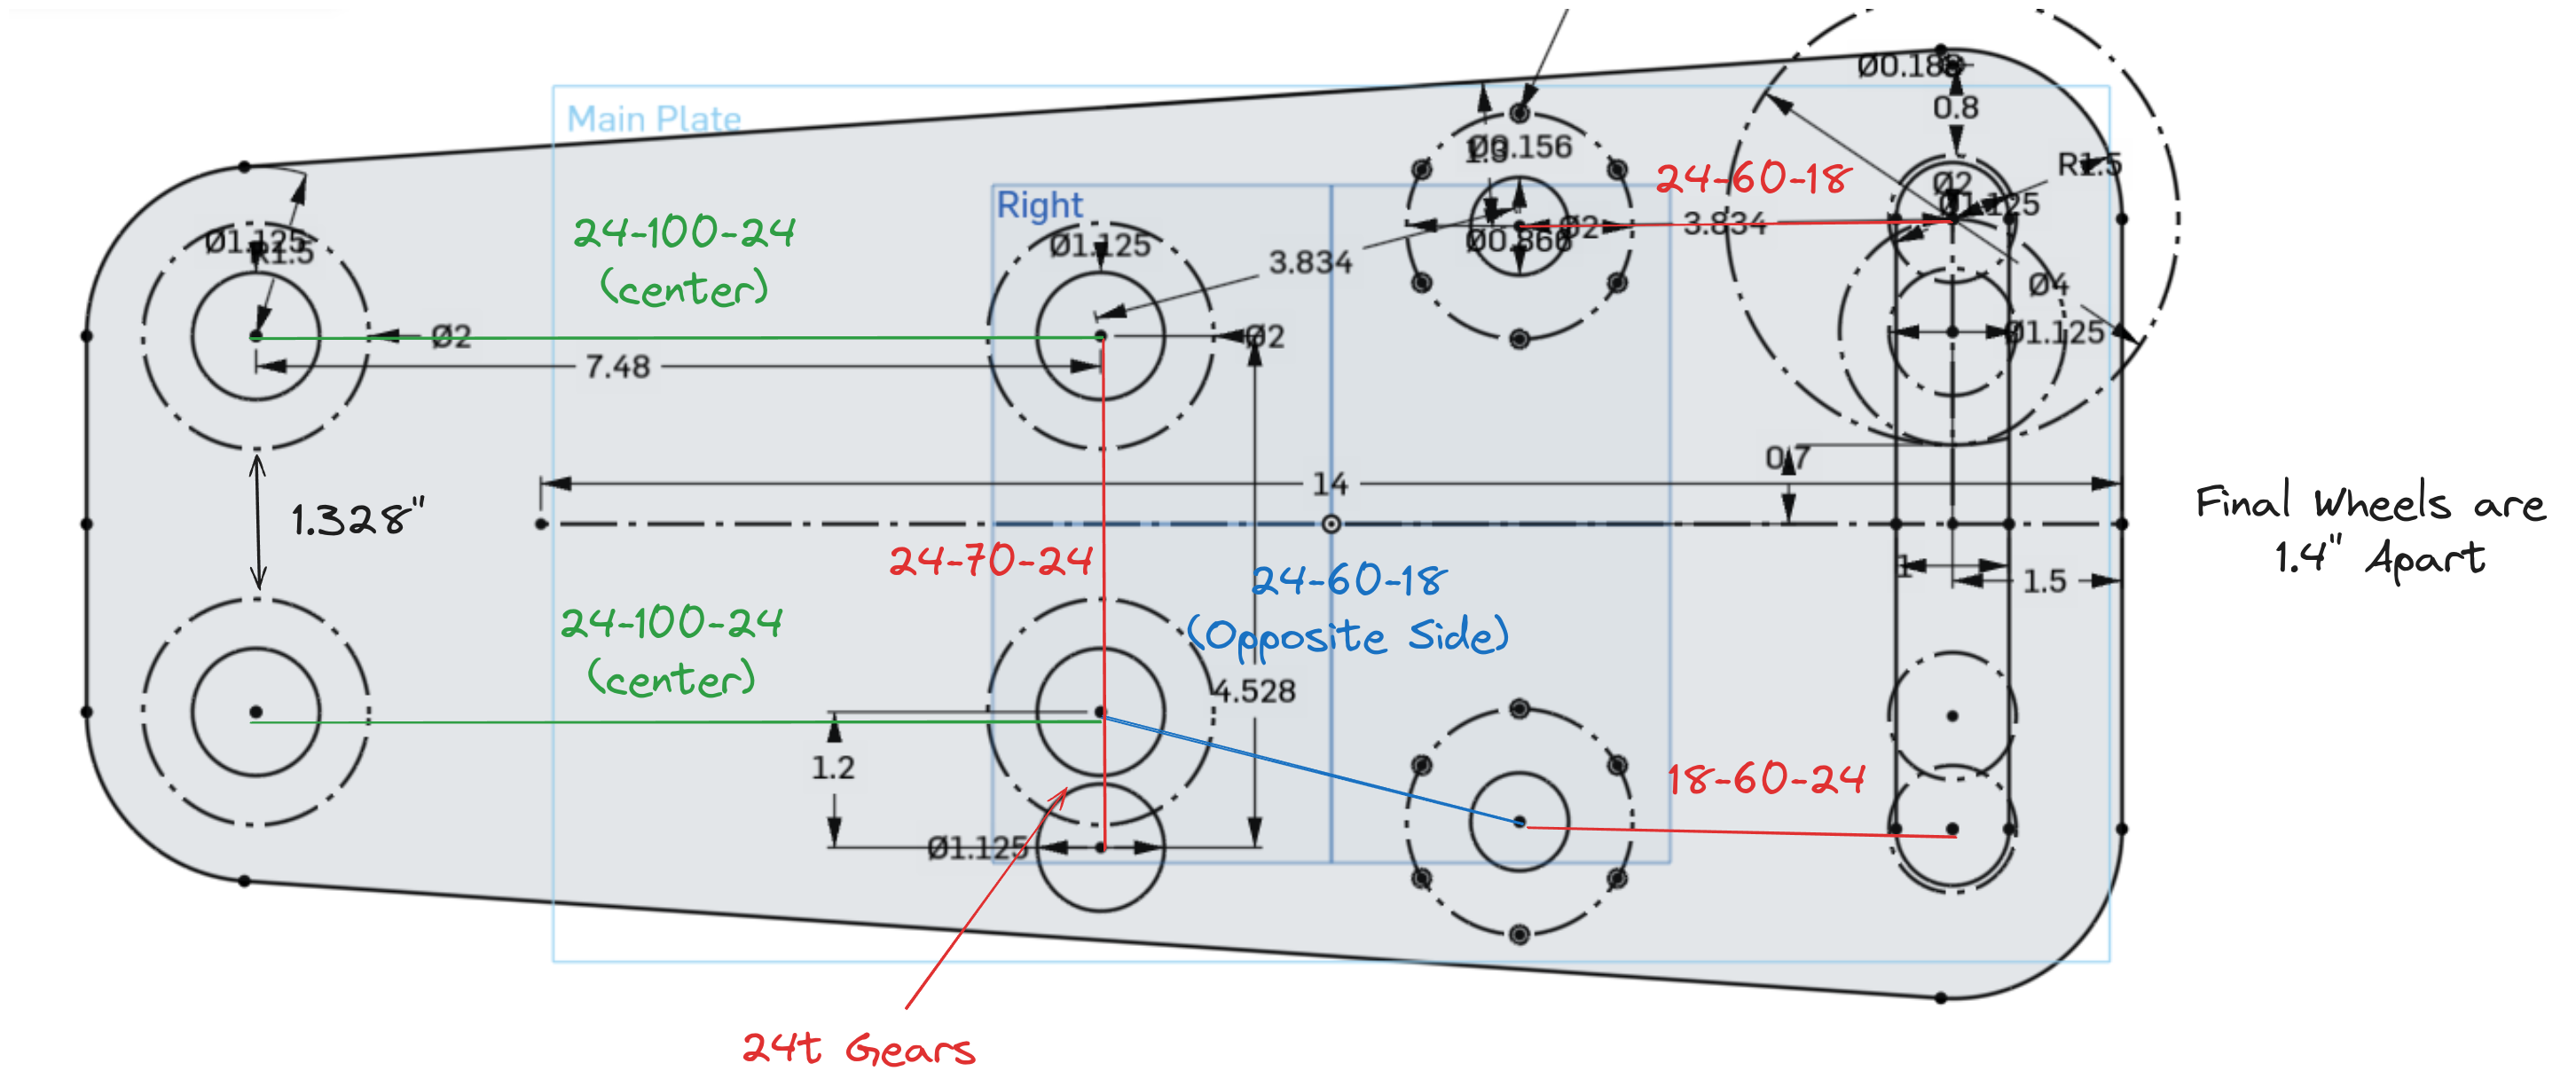 Ø0.188
Main Plate
0.8
Ø0.156
1.3
R1.5
24-60-18
Ø2
Ø1.125
Right
24-100-24
(center)
Ø1.125
R1.5
Ø1.125
3.834
Ø2
Ø0.866
3.834
Ø4
Ø2
Ø2
Ø1.125
7.48
0.7
14
1.328"
Final Wheels are
1.4" Apart
24-70-24
24-60-18
(Opposite Side)
1
1.5
24-100-24
(center)
4.528
1.2
18-60-24
Ø1.125
24t Gears